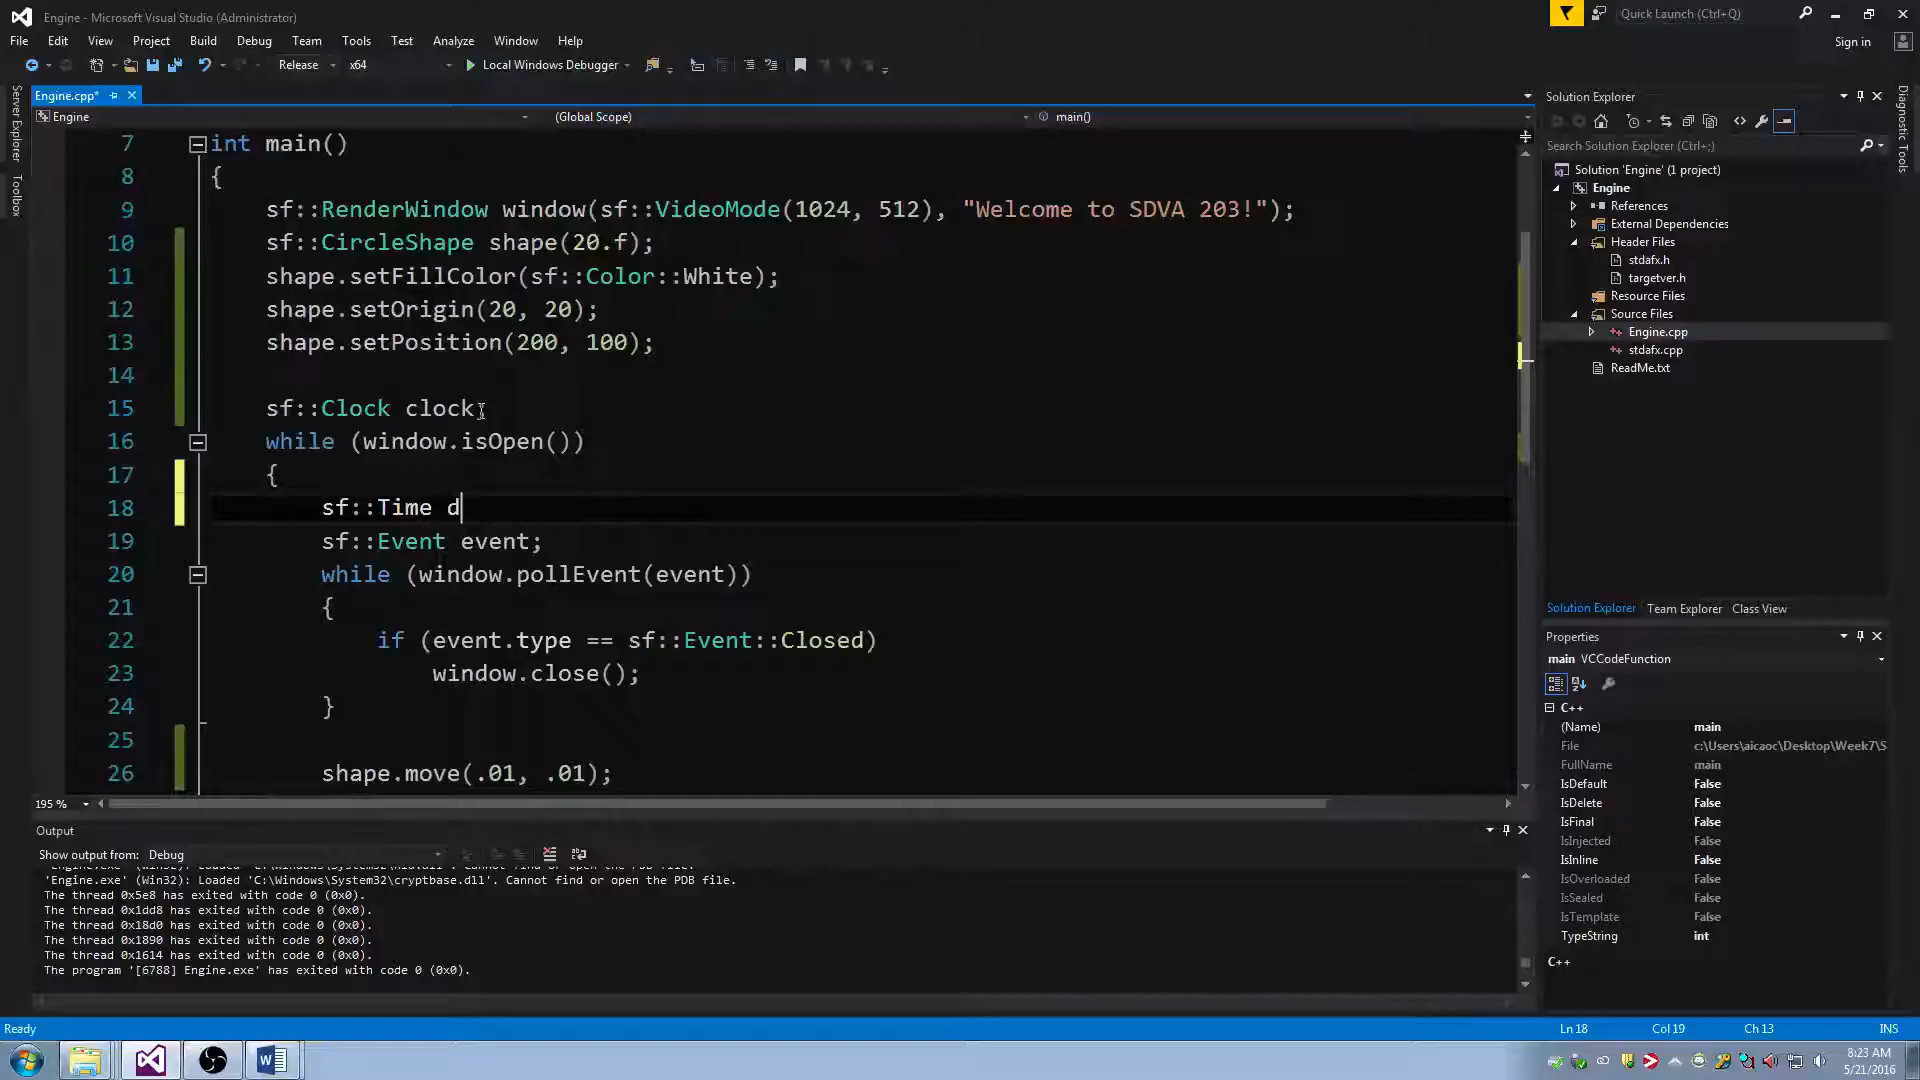 Engine - Microsoft Visual Studio (Administrator)
Quick Launch (Ctrl+Q)
File Edit View Project Build Debug Team Tools Test Analyze Window Help
Sign in
Release x64 Local Windows Debugger
Server Explorer
Toolbox
Engine.cpp*
Engine (Global Scope) main()
7 int main()
8 {
9 sf::RenderWindow window(sf::VideoMode(1024, 512), "Welcome to SDVA 203!");
10 sf::CircleShape shape(20.f);
11 shape.setFillColor(sf::Color::White);
12 shape.setOrigin(20, 20);
13 shape.setPosition(200, 100);
14
15 sf::Clock clock
16 while (window.isOpen())
17 {
18 sf::Time d
19 sf::Event event;
20 while (window.pollEvent(event))
21 {
22 if (event.type == sf::Event::Closed)
23 window.close();
24 }
25
26 shape.move(.01, .01);
195 %
Output
Show output from: Debug
'Engine.exe' (Win32): Loaded 'C:\Windows\System32\cryptbase.dll'. Cannot find or open the PDB file.
The thread 0x5e8 has exited with code 0 (0x0).
The thread 0x1dd8 has exited with code 0 (0x0).
The thread 0x18d0 has exited with code 0 (0x0).
The thread 0x1890 has exited with code 0 (0x0).
The thread 0x1614 has exited with code 0 (0x0).
The program '[6788] Engine.exe' has exited with code 0 (0x0).
Solution Explorer
Search Solution Explorer (Ctrl+;)
Solution 'Engine' (1 project)
Engine
References
External Dependencies
Header Files
stdafx.h
targetver.h
Resource Files
Source Files
Engine.cpp
stdafx.cpp
ReadMe.txt
Solution Explorer Team Explorer Class View
Properties
main VCCodeFunction
C++
(Name) main
File c:\Users\aicaoc\Desktop\Week7\S
FullName main
IsDefault False
IsDelete False
IsFinal False
IsInjected False
IsInline False
IsOverloaded False
IsSealed False
IsTemplate False
TypeString int
C++
Diagnostic Tools
Ready
Ln 18 Col 19 Ch 13 INS
8:23 AM
5/21/2016